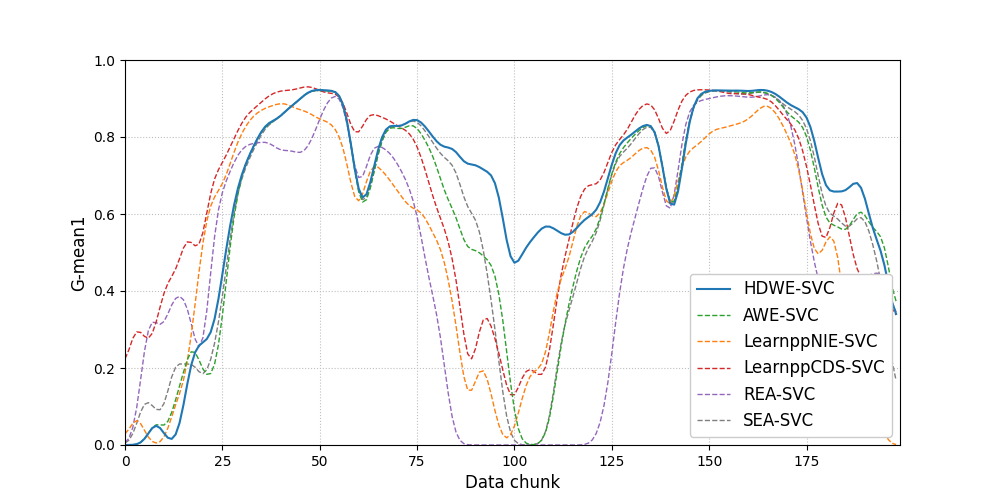 1.0
0.8
0.6
0.4
0.2
0.0
G-mean1
0 25 50 75 100 125 150 175
Data chunk
HDWE-SVC
AWE-SVC
LearnppNIE-SVC
LearnppCDS-SVC
REA-SVC
SEA-SVC